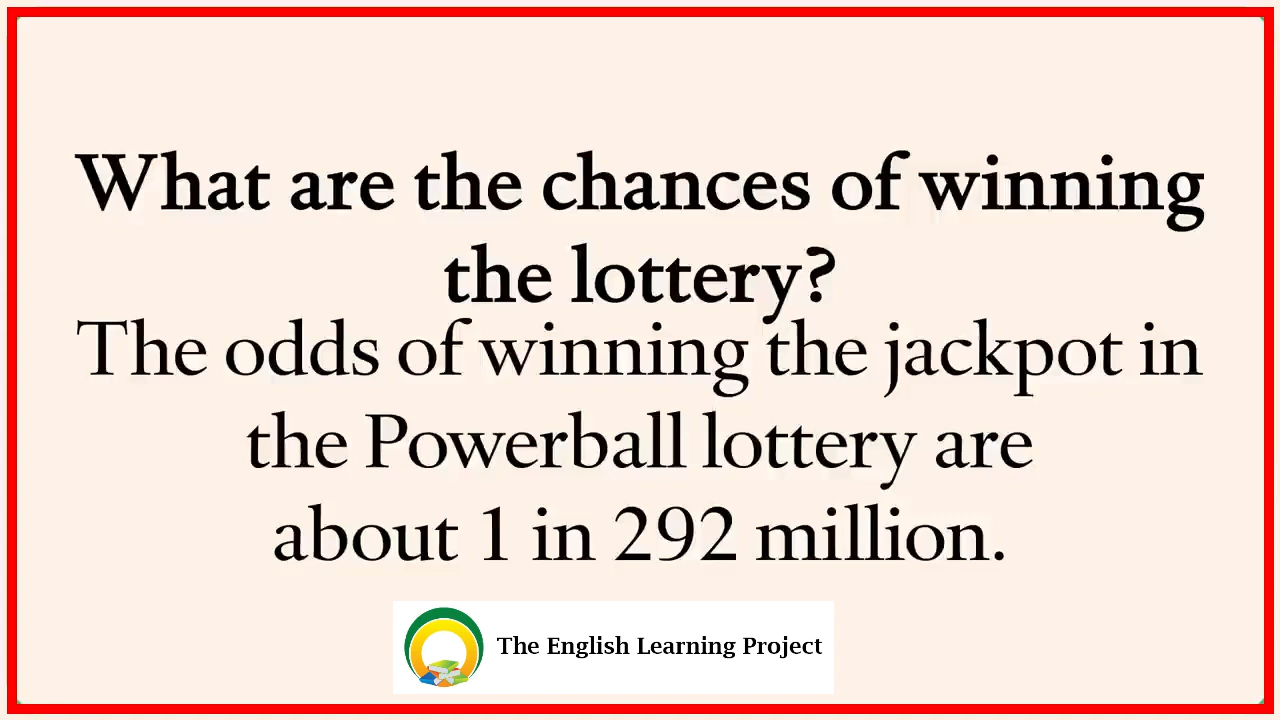 What are the chances of winning
the lottery?
The odds of winning the jackpot in
the Powerball lottery are
about 1 in 292 million.
The English Learning Project